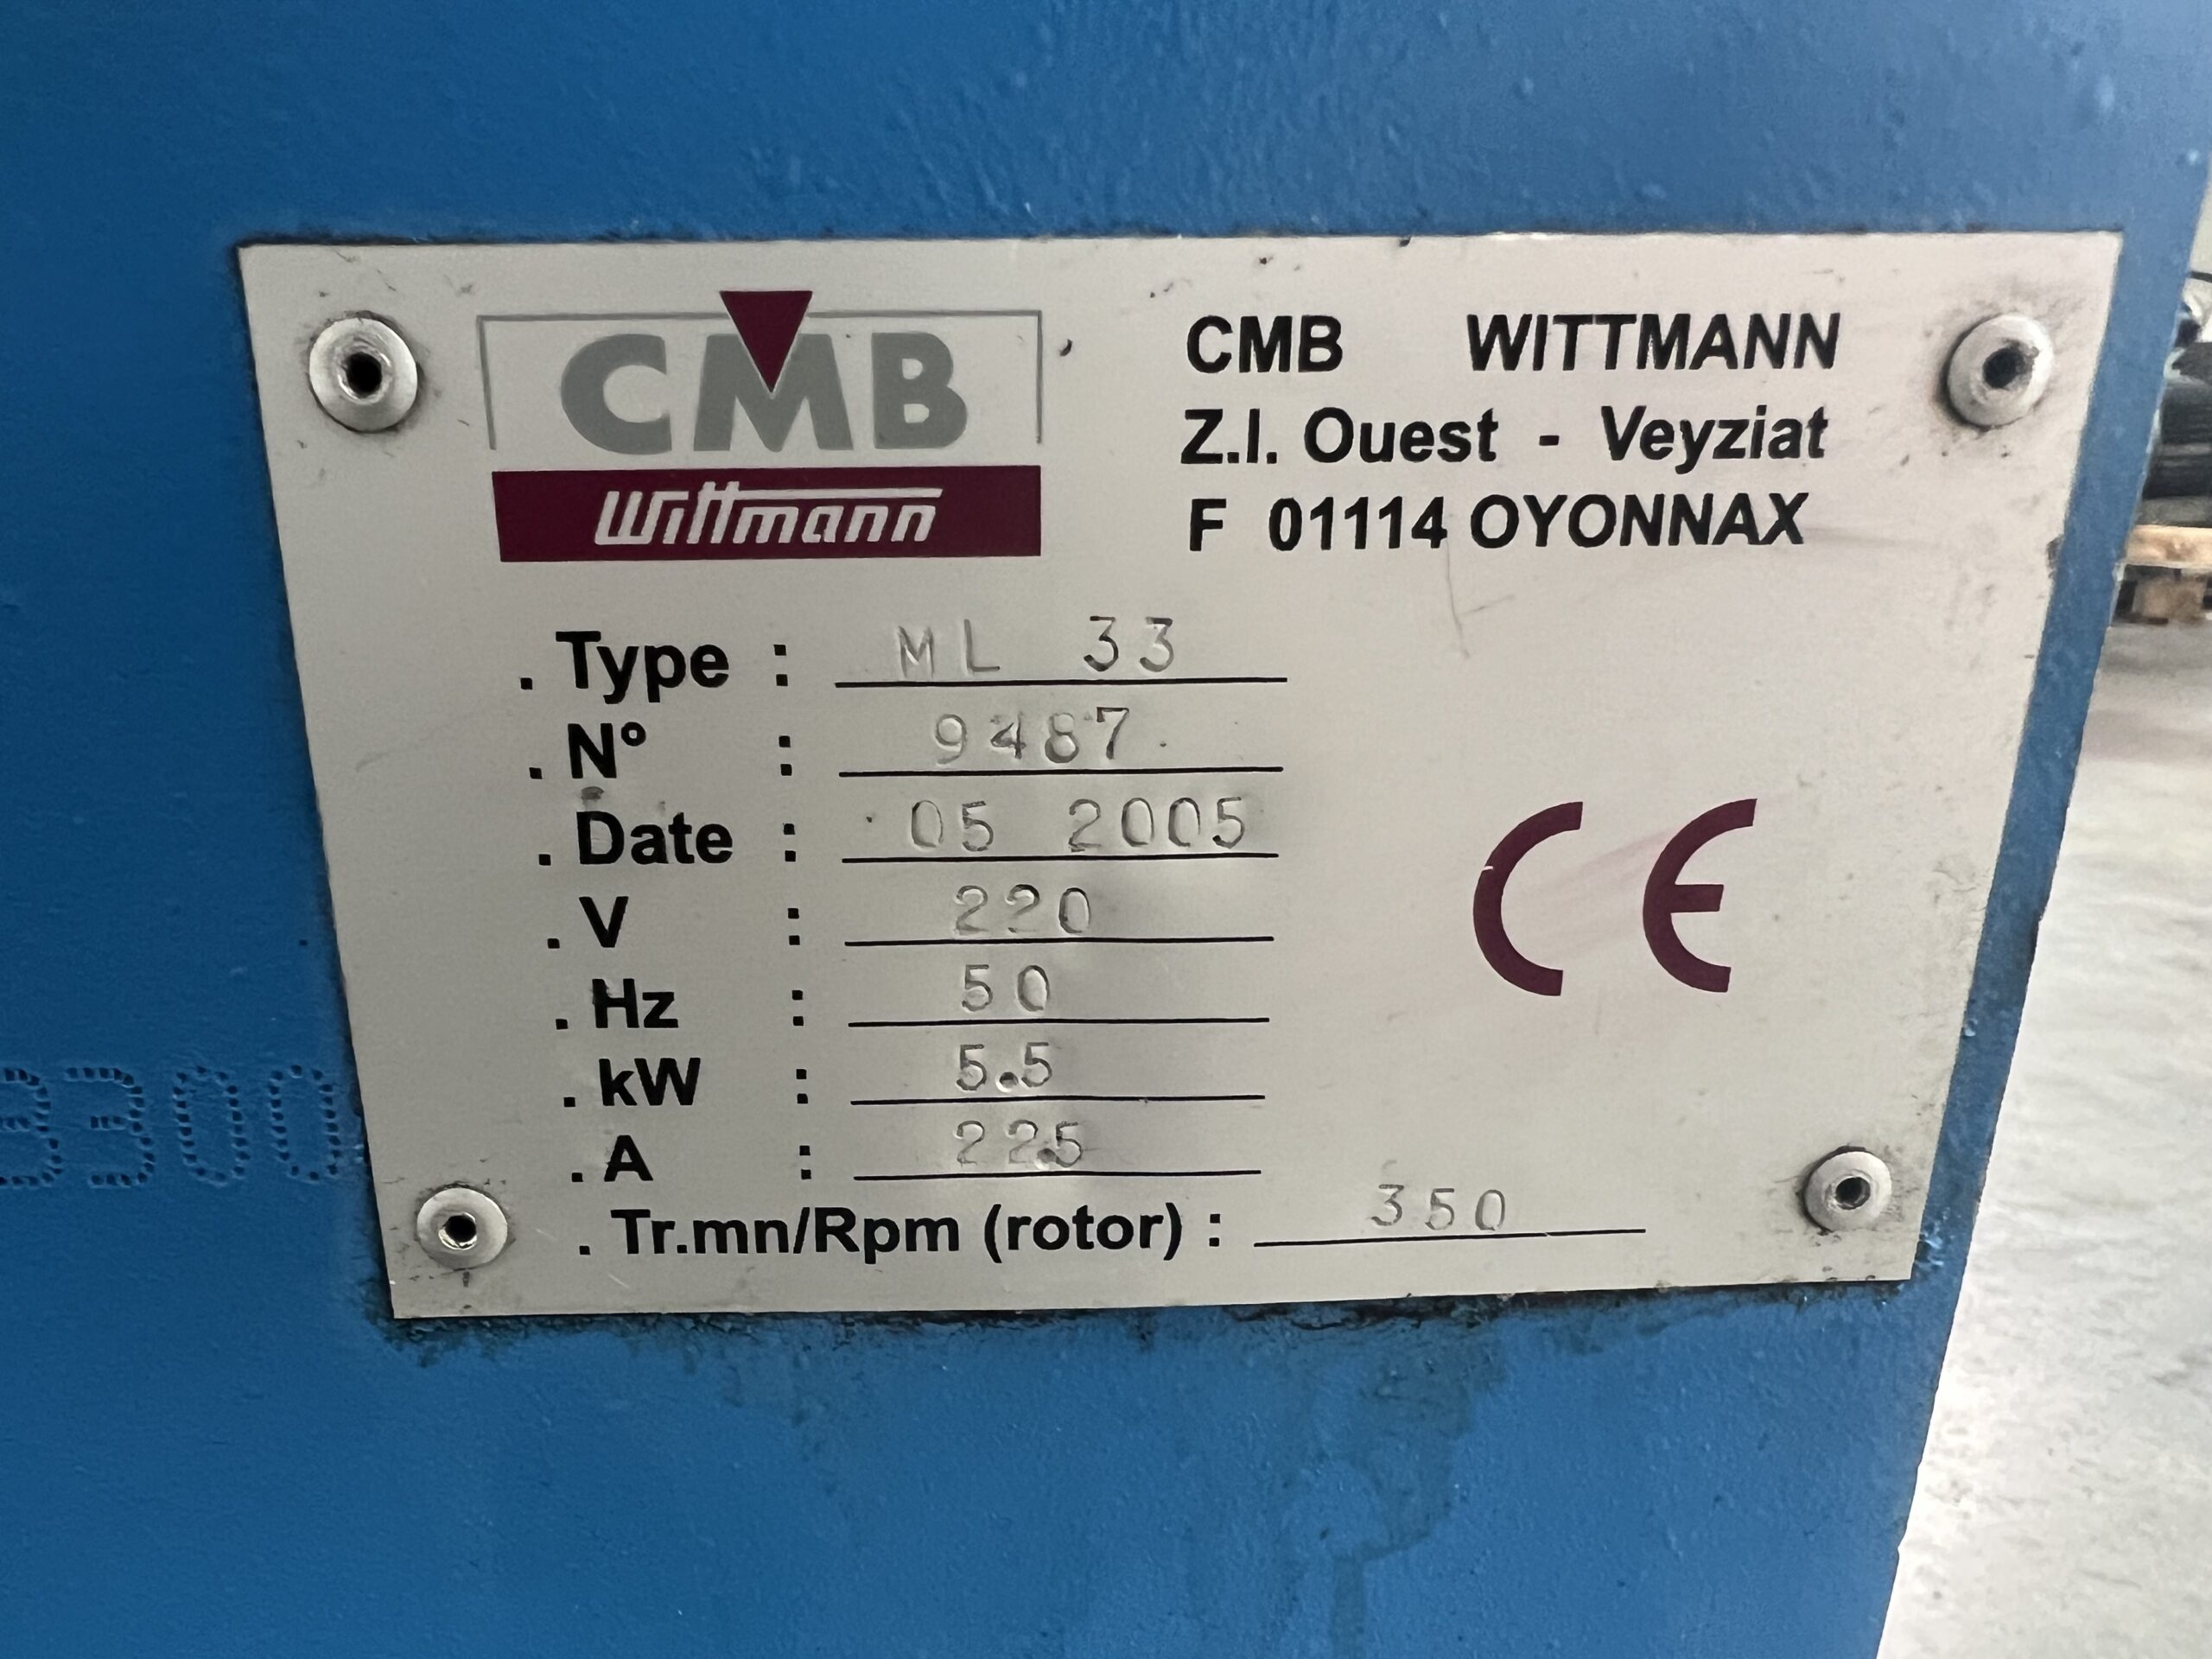 CMB
Wittmann
CMB WITTMANN
Z.I. Ouest - Veyziat
F 01114 OYONNAX
. Type : ML 33
. N° : 9487
. Date : 05 2005
. V : 220
. Hz : 50
. kW : 5.5
. A : 22.5
. Tr.mn/Rpm (rotor) : 350
CE
3300